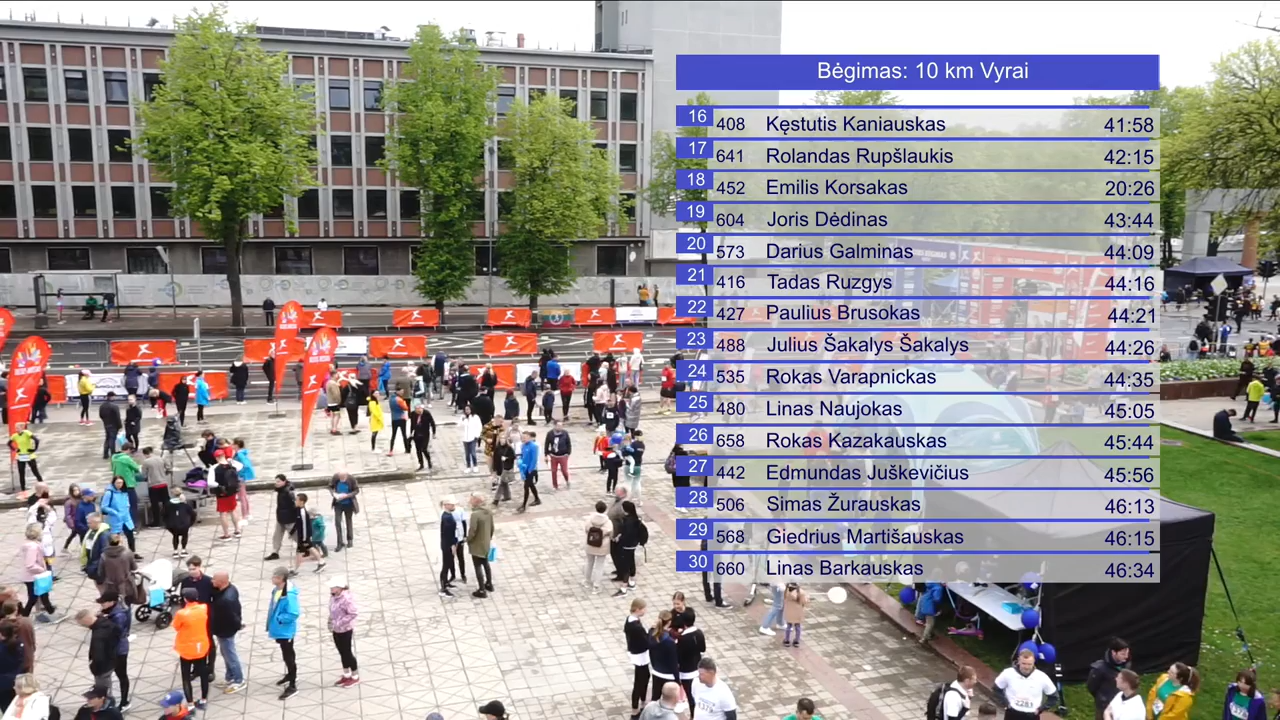 Bėgimas: 10 km Vyrai
16 408 Kęstutis Kaniauskas 41:58
17 641 Rolandas Rupšlaukis 42:15
18 452 Emilis Korsakas 20:26
19 604 Joris Dėdinas 43:44
20 573 Darius Galminas 44:09
21 416 Tadas Ruzgys 44:16
22 427 Paulius Brusokas 44:21
23 488 Julius Šakalys Šakalys 44:26
24 535 Rokas Varapnickas 44:35
25 480 Linas Naujokas 45:05
26 658 Rokas Kazakauskas 45:44
27 442 Edmundas Juškevičius 45:56
28 506 Simas Žurauskas 46:13
29 568 Giedrius Martišauskas 46:15
30 660 Linas Barkauskas 46:34
2281